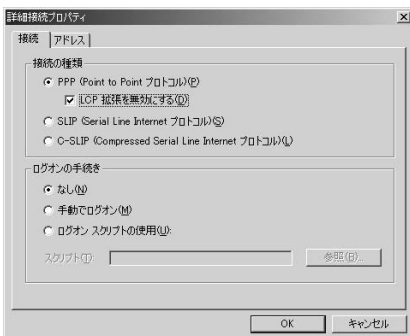 詳細接続プロパティ
接続 アドレス
接続の種類
PPP (Point to Point プロトコル)(P)
LCP 拡張を無効にする(D)
SLIP (Serial Line Internet プロトコル)(S)
C-SLIP (Compressed Serial Line Internet プロトコル)(L)
ログオンの手続き
なし(N)
手動でログオン(M)
ログオン スクリプトの使用(U):
スクリプト(T): 参照(B)...
OK キャンセル